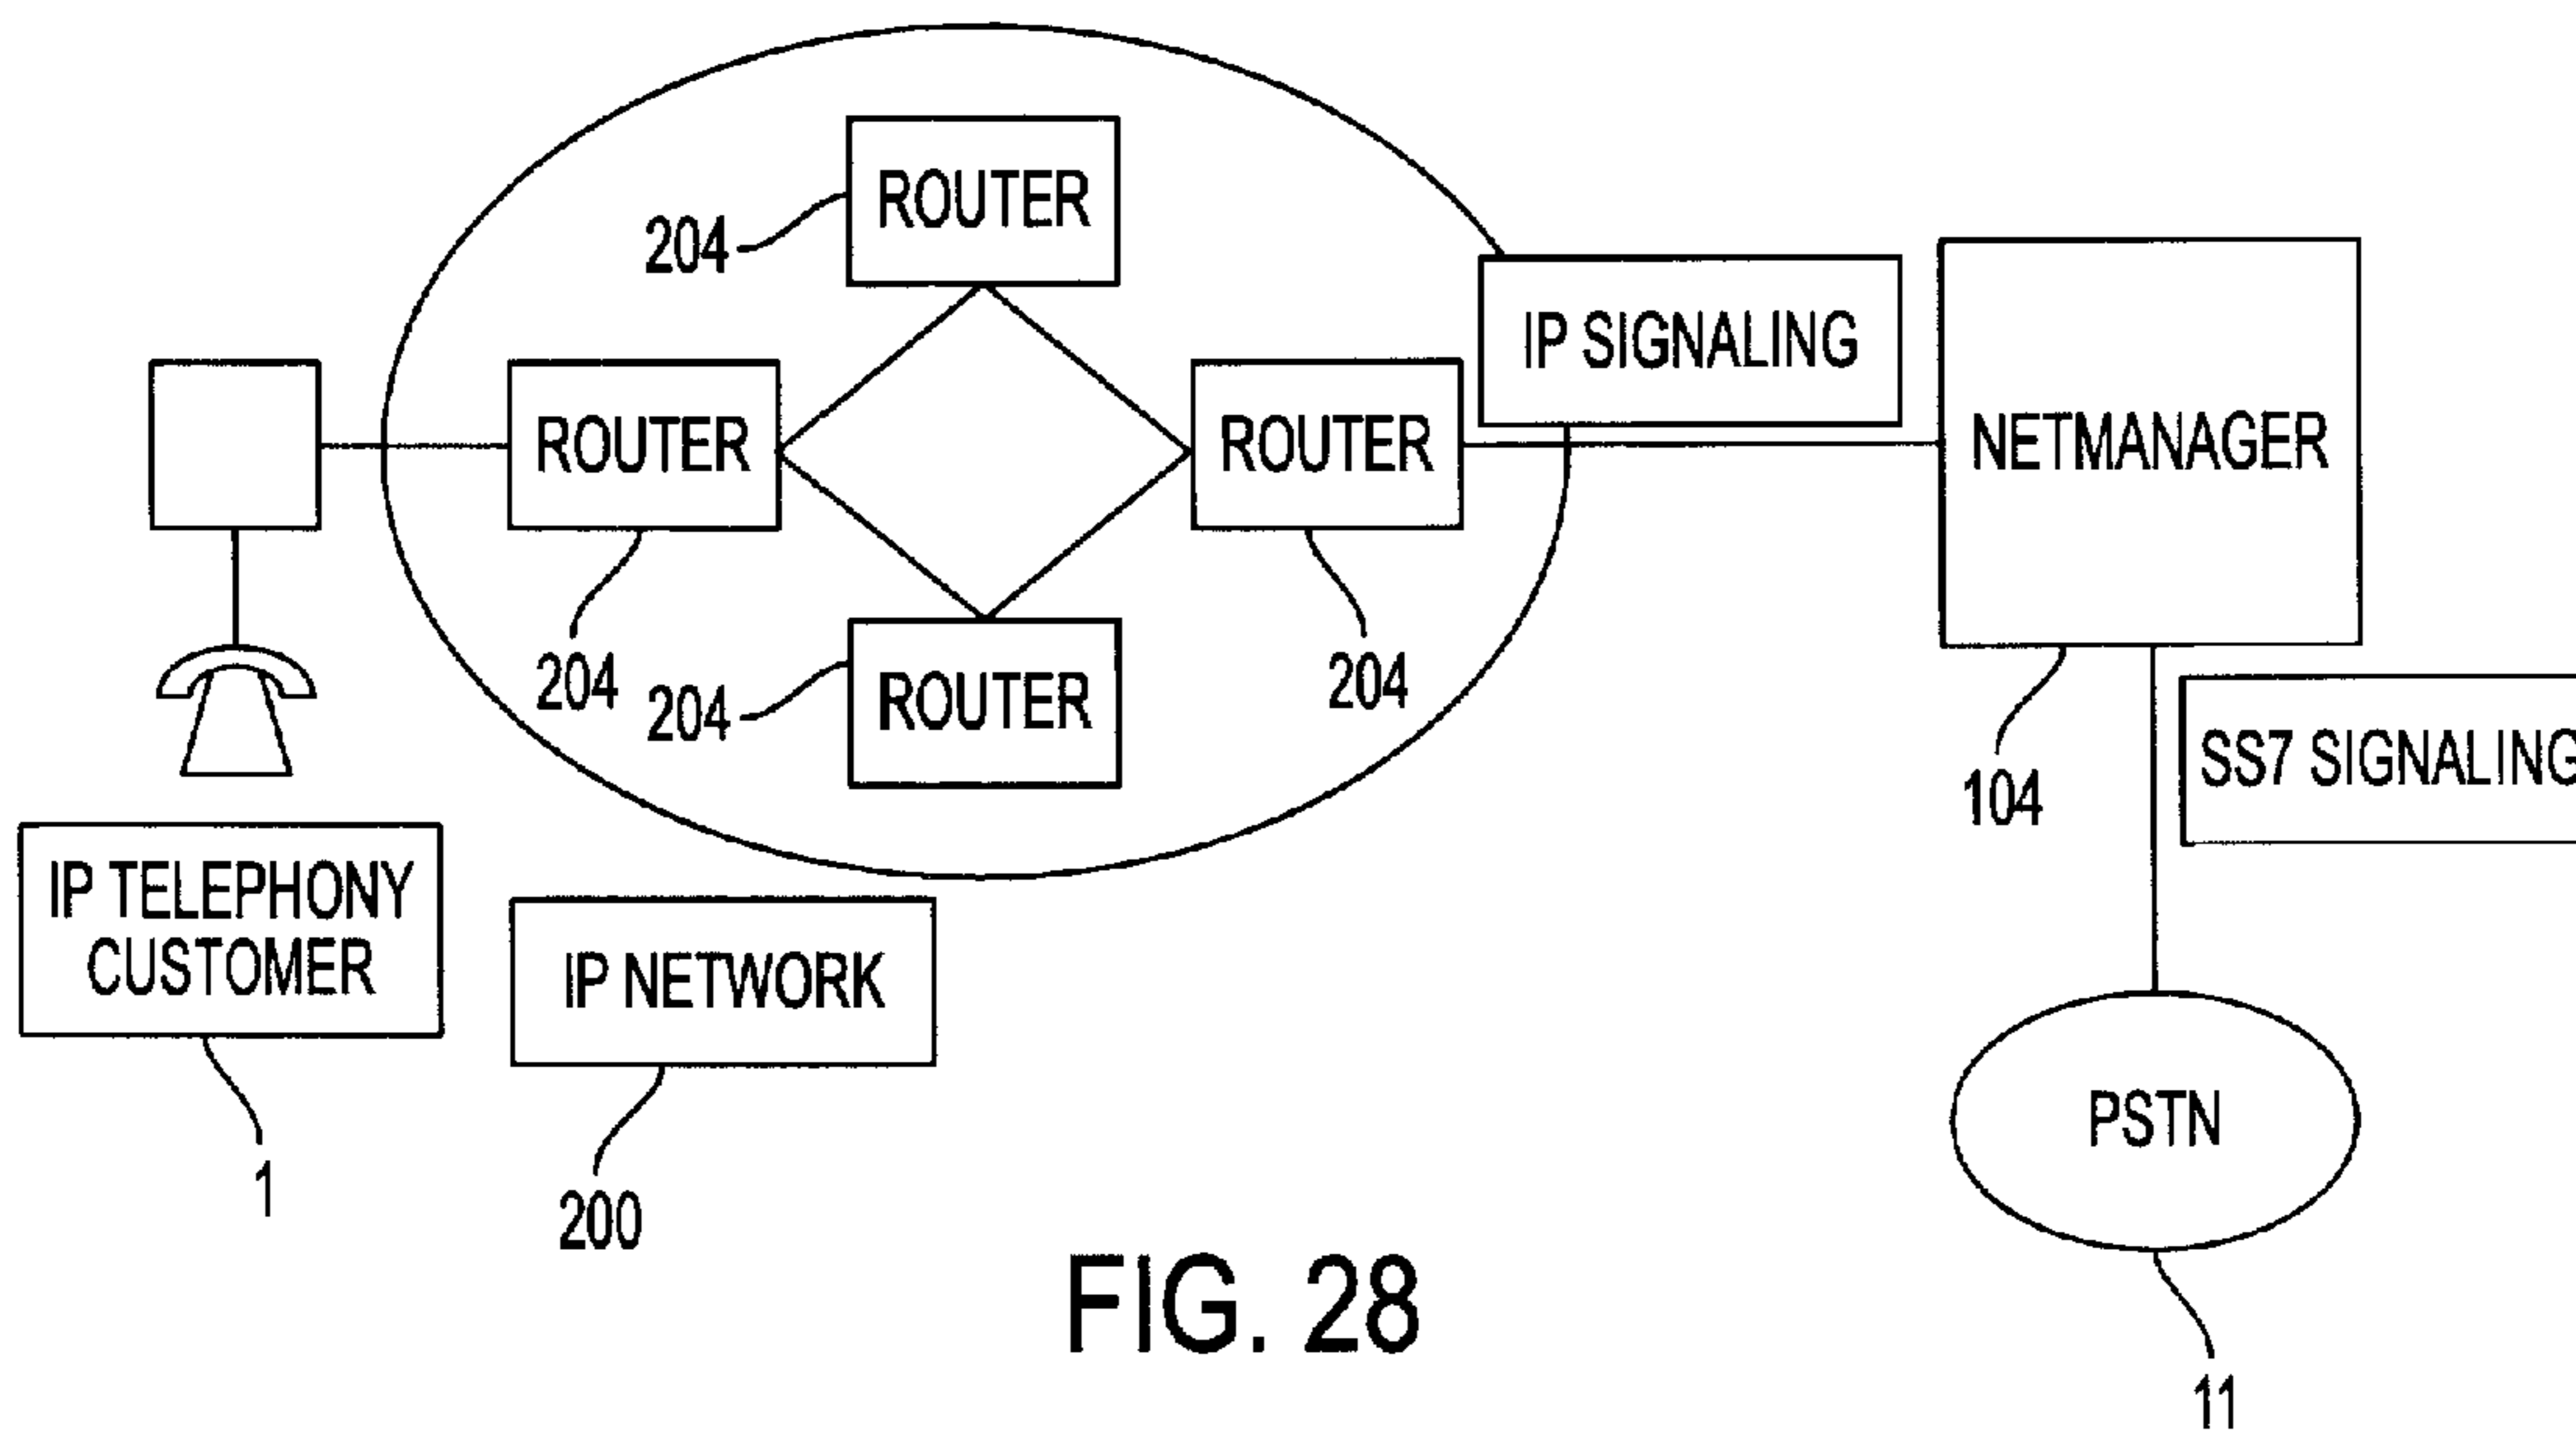 ROUTER
204
IP SIGNALING
ROUTER
ROUTER
NETMANAGER
204
204
204
ROUTER
104
SS7 SIGNALING
IP TELEPHONY
CUSTOMER
IP NETWORK
PSTN
1
200
FIG. 28
11